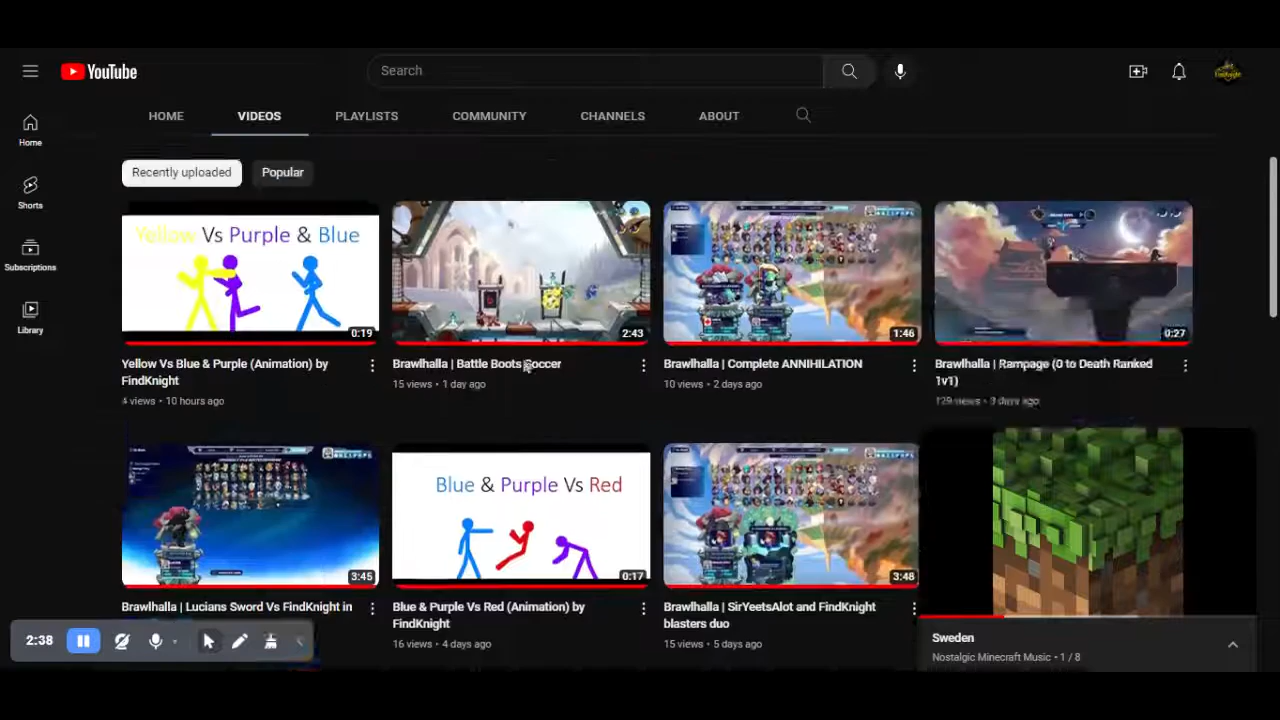 YouTube
Search
HOME
VIDEOS
PLAYLISTS
COMMUNITY
CHANNELS
ABOUT
Home
Shorts
Subscriptions
Library
Recently uploaded
Popular
Yellow Vs Purple & Blue
0:19
2:43
1:46
0:27
Yellow Vs Blue & Purple (Animation) by
FindKnight
4 views • 10 hours ago
Brawlhalla | Battle Boots Soccer
15 views • 1 day ago
Brawlhalla | Complete ANNIHILATION
10 views • 2 days ago
Brawlhalla | Rampage (0 to Death Ranked
1v1)
129 views • 3 days ago
3:45
Blue & Purple Vs Red
0:17
3:48
Brawlhalla | Lucians Sword Vs FindKnight in
Blue & Purple Vs Red (Animation) by
FindKnight
16 views • 4 days ago
Brawlhalla | SirYeetsAlot and FindKnight
blasters duo
15 views • 5 days ago
Sweden
Nostalgic Minecraft Music • 1 / 8
2:38